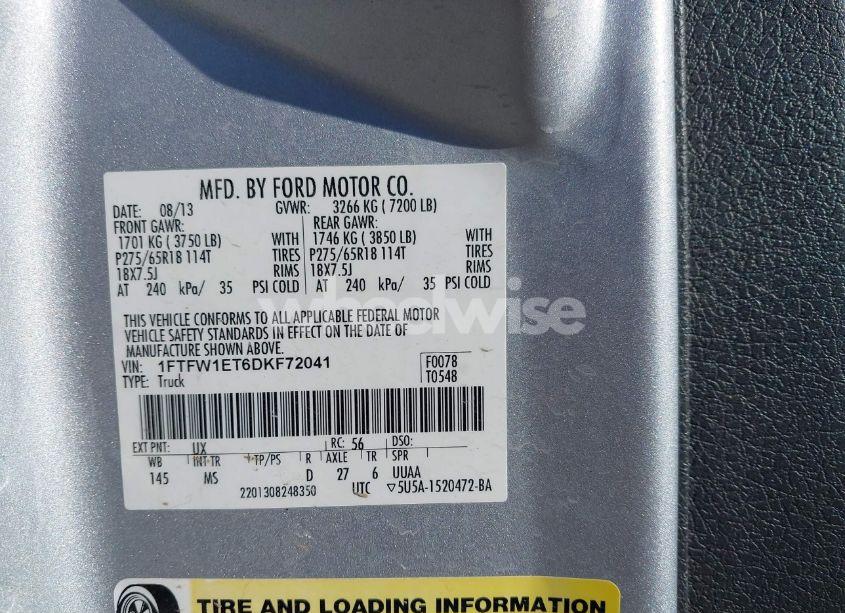 MFD. BY FORD MOTOR CO.
DATE: 08/13 GVWR: 3266 KG ( 7200 LB)
FRONT GAWR: REAR GAWR:
1701 KG ( 3750 LB) WITH 1746 KG ( 3850 LB) WITH
P275/65R18 114T TIRES P275/65R18 114T TIRES
18X7.5J RIMS 18X7.5J RIMS
AT 240 kPa/ 35 PSI COLD AT 240 kPa/ 35 PSI COLD
wheelwise
THIS VEHICLE CONFORMS TO ALL APPLICABLE FEDERAL MOTOR
VEHICLE SAFETY STANDARDS IN EFFECT ON THE DATE OF
MANUFACTURE SHOWN ABOVE.
VIN: 1FTFW1ET6DKF72041 F0078
TYPE: Truck T0548
EXT PNT: UX RC: 56 DSO:
WB INT TR TP/PS R AXLE TR SPR
145 MS D 27 6 UUAA
2201308248350 UTC ▽5U5A-1520472-BA
TIRE AND LOADING INFORMATION